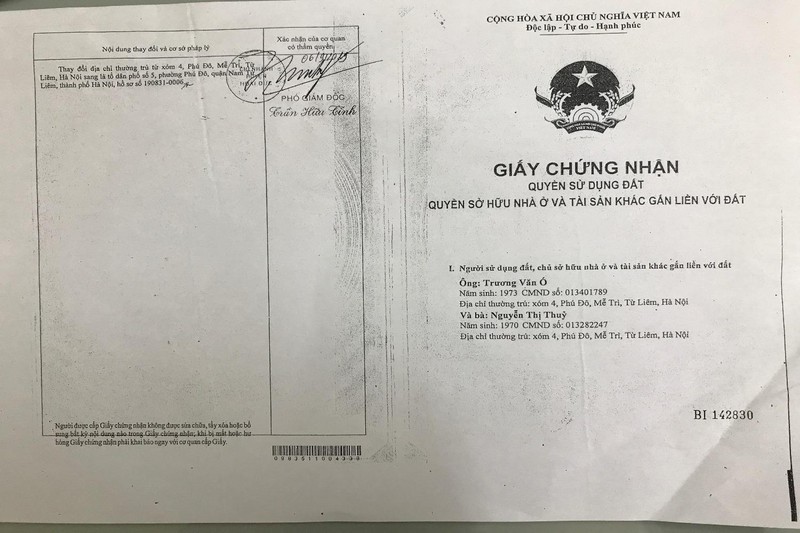 Nội dung thay đổi và cơ sở pháp lý
Xác nhận của cơ quan
có thẩm quyền
Thay đổi địa chỉ thường trú từ xóm 4, Phú Đô, Mễ Trì, Từ
Liêm, Hà Nội sang là tổ dân phố số 5, phường Phú Đô, quận Nam Từ
Liêm, thành phố Hà Nội, hồ sơ số 190831-0006
PHÓ GIÁM ĐỐC
Trần Hữu Tĩnh
Người được cấp Giấy chứng nhận không được sửa chữa, tẩy xóa hoặc bổ
sung bất kỳ nội dung nào trong Giấy chứng nhận; khi bị mất hoặc hư
hỏng Giấy chứng nhận phải khai báo ngay với cơ quan cấp Giấy.
CỘNG HÒA XÃ HỘI CHỦ NGHĨA VIỆT NAM
Độc lập - Tự do - Hạnh phúc
VIỆT NAM
GIẤY CHỨNG NHẬN
QUYỀN SỬ DỤNG ĐẤT
QUYỀN SỞ HỮU NHÀ Ở VÀ TÀI SẢN KHÁC GẮN LIỀN VỚI ĐẤT
I. Người sử dụng đất, chủ sở hữu nhà ở và tài sản khác gắn liền với đất
Ông: Trương Văn Ô
Năm sinh: 1973 CMND số: 013401789
Địa chỉ thường trú: xóm 4, Phú Đô, Mễ Trì, Từ Liêm, Hà Nội
Và bà: Nguyễn Thị Thuỷ
Năm sinh: 1970 CMND số: 013282247
Địa chỉ thường trú: xóm 4, Phú Đô, Mễ Trì, Từ Liêm, Hà Nội
BI 142830